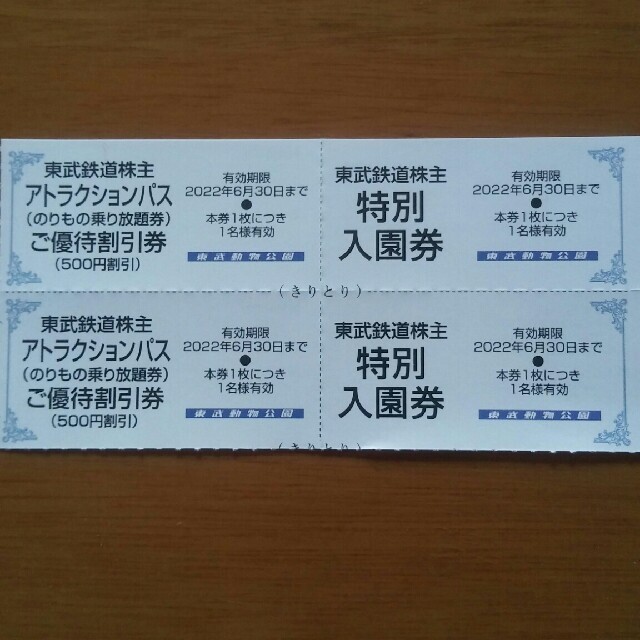 東武鉄道株主
アトラクションパス
(のりもの乗り放題券)
ご優待割引券
(500円割引)
有効期限
2022年6月30日まで
●
本券1枚につき
1名様有効
東武動物公園
東武鉄道株主
特別
入園券
有効期限
2022年6月30日まで
●
本券1枚につき
1名様有効
東武動物公園
(きりとり)
東武鉄道株主
アトラクションパス
(のりもの乗り放題券)
ご優待割引券
(500円割引)
有効期限
2022年6月30日まで
●
本券1枚につき
1名様有効
東武動物公園
東武鉄道株主
特別
入園券
有効期限
2022年6月30日まで
●
本券1枚につき
1名様有効
東武動物公園
(きりとり)